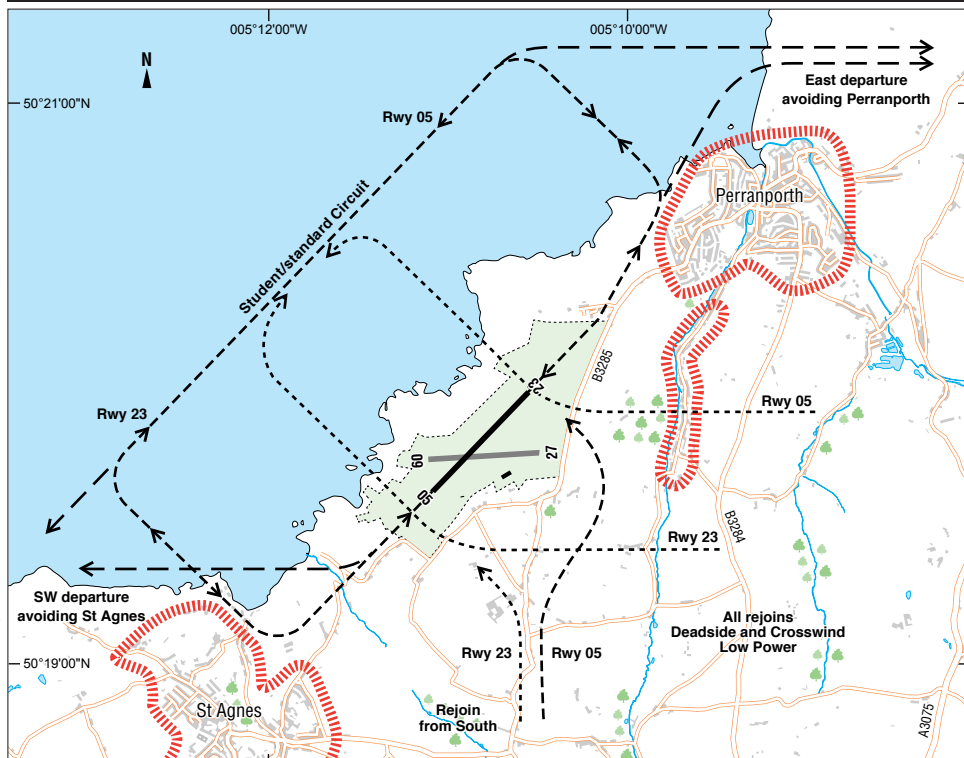 005°12'00"W
005°10'00"W
N
50°21'00"N
East departure
avoiding Perranporth
Rwy 05
Perranporth
Student/standard Circuit
B3285
23
Rwy 05
Rwy 23
09
27
05
B3284
Rwy 23
SW departure
avoiding St Agnes
All rejoins
Deadside and Crosswind
Low Power
50°19'00"N
Rwy 23
Rwy 05
St Agnes
Rejoin
from South
A3075